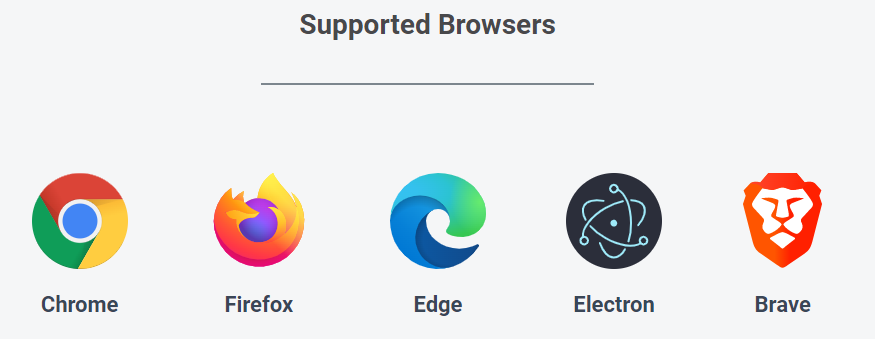 Supported Browsers
Chrome Firefox Edge Electron Brave